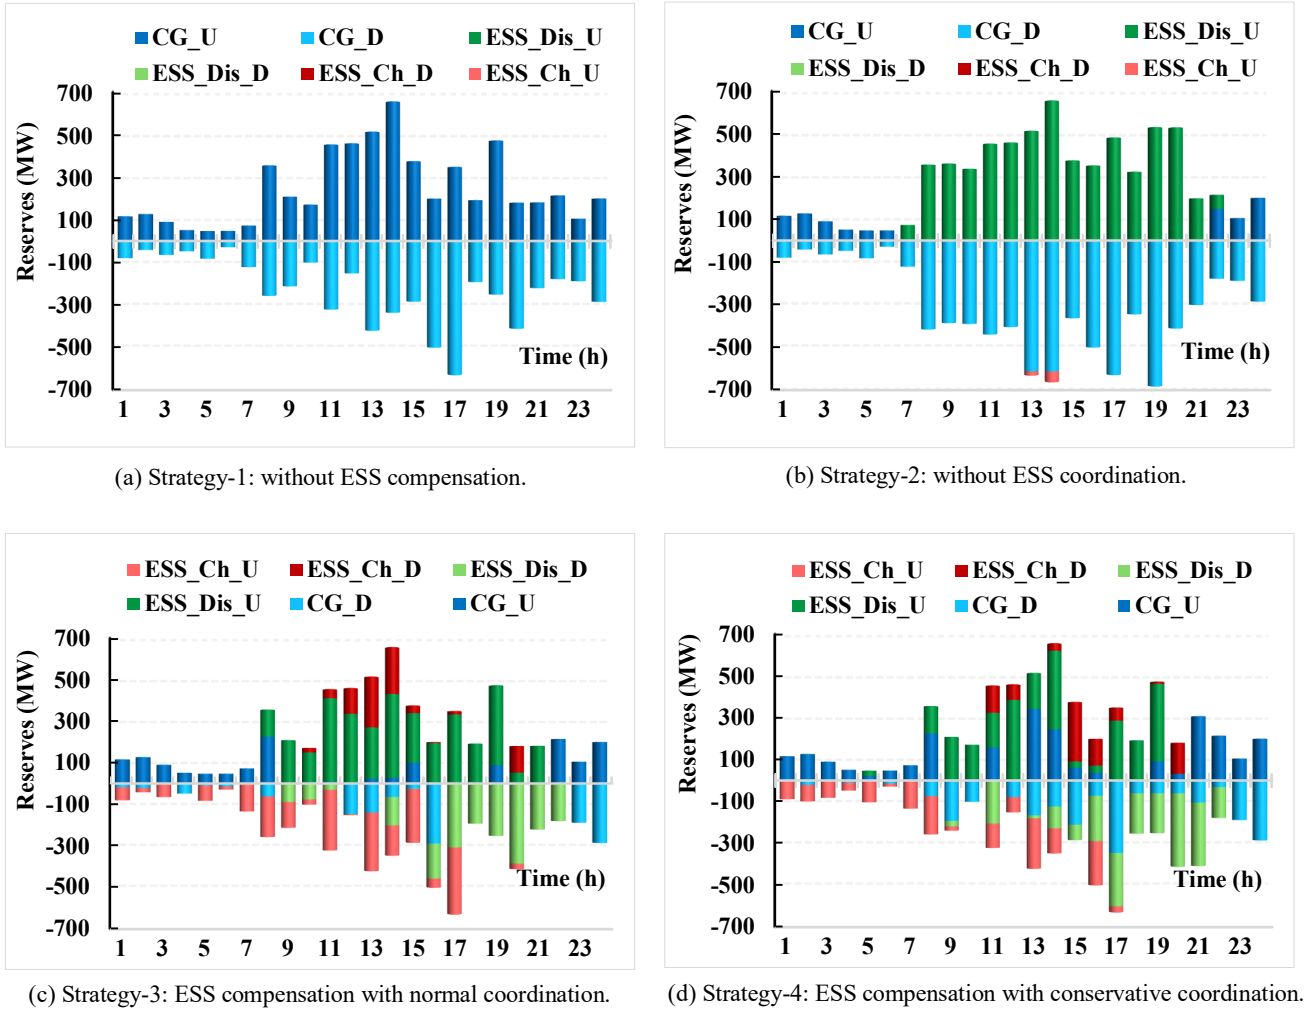 CG_U CG_D ESS_Dis_U
ESS_Dis_D ESS_Ch_D ESS_Ch_U
Reserves (MW)
700
500
300
100
-100
-300
-500
-700
Time (h)
1 3 5 7 9 11 13 15 17 19 21 23
(a) Strategy-1: without ESS compensation.
CG_U CG_D ESS_Dis_U
ESS_Dis_D ESS_Ch_D ESS_Ch_U
Reserves (MW)
700
500
300
100
-100
-300
-500
-700
Time (h)
1 3 5 7 9 11 13 15 17 19 21 23
(b) Strategy-2: without ESS coordination.
ESS_Ch_U ESS_Ch_D ESS_Dis_D
ESS_Dis_U CG_D CG_U
Reserves (MW)
700
500
300
100
-100
-300
-500
-700
Time (h)
1 3 5 7 9 11 13 15 17 19 21 23
(c) Strategy-3: ESS compensation with normal coordination.
ESS_Ch_U ESS_Ch_D ESS_Dis_D
ESS_Dis_U CG_D CG_U
Reserves (MW)
700
500
300
100
-100
-300
-500
-700
Time (h)
1 3 5 7 9 11 13 15 17 19 21 23
(d) Strategy-4: ESS compensation with conservative coordination.